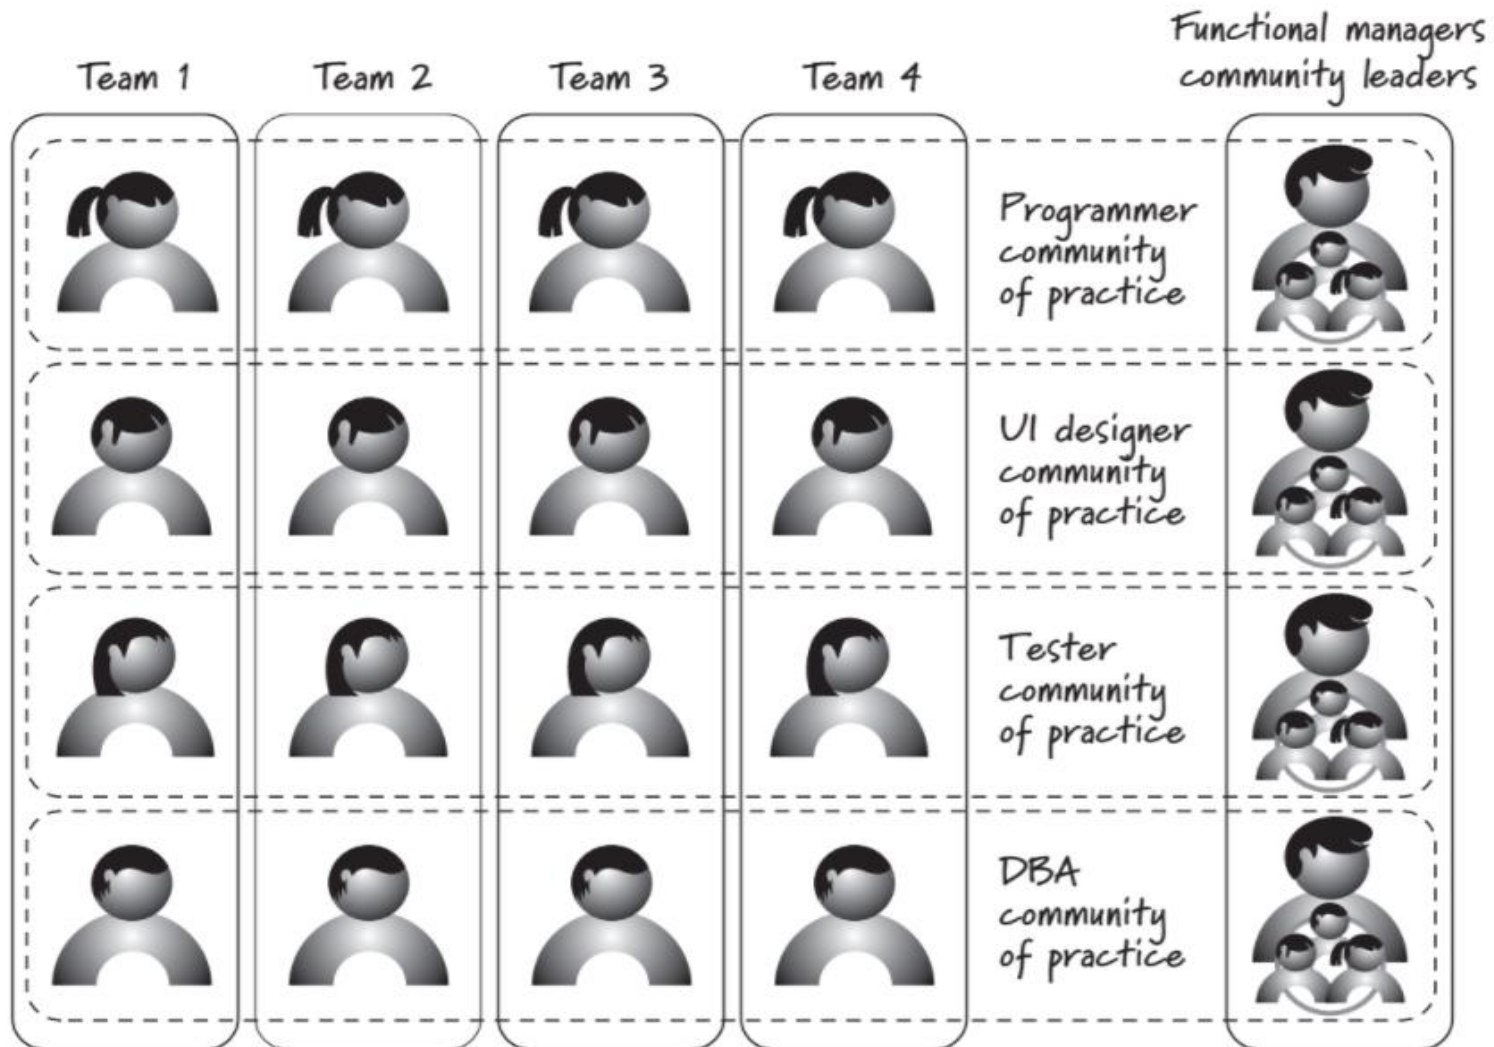 Functional managers
community leaders
Team 1
Team 2
Team 3
Team 4
Programmer
community
of practice
UI designer
community
of practice
Tester
community
of practice
DBA
community
of practice